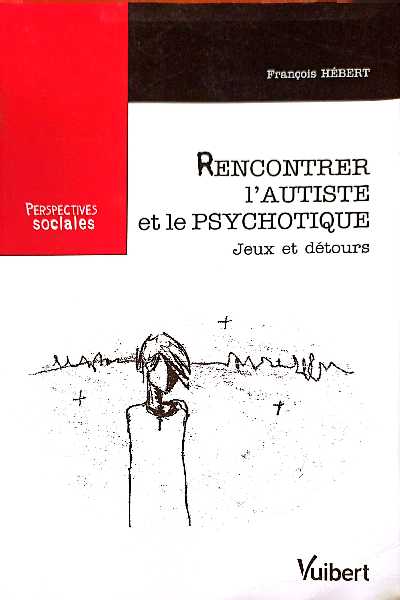 François HÉBERT
RENCONTRER
l'AUTISTE
et le PSYCHOTIQUE
Jeux et détours
PERSPECTIVES
sociales
Vuibert